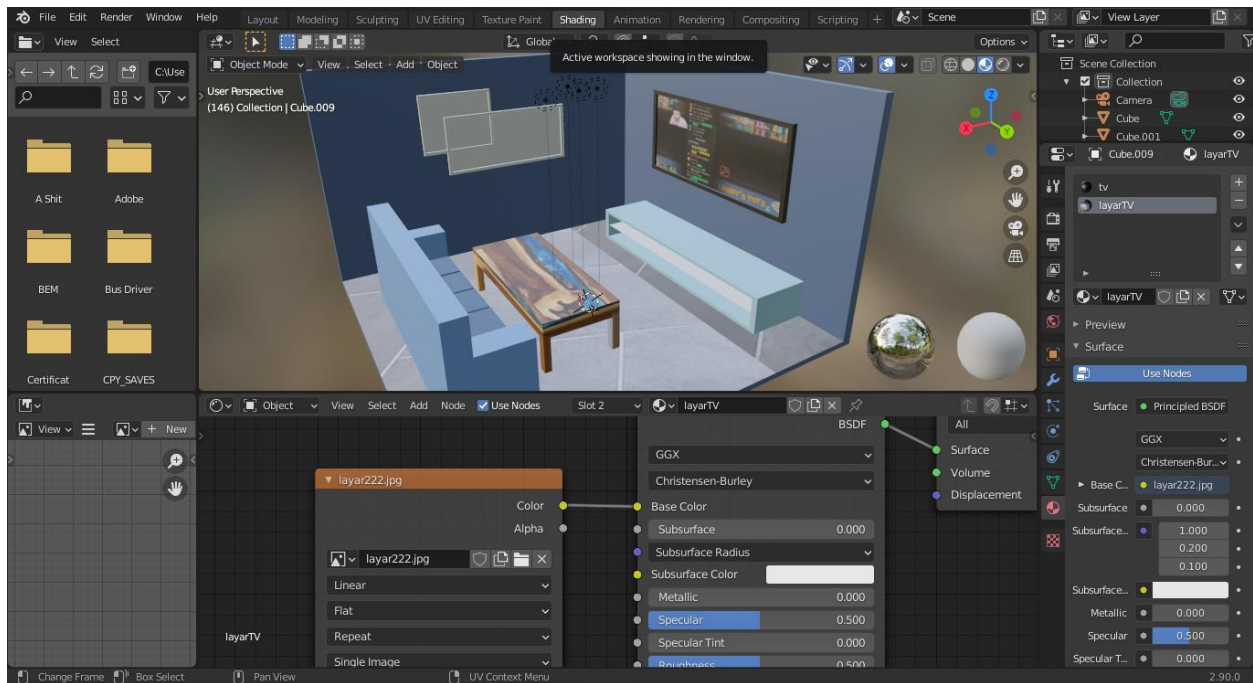 File Edit Render Window Help Layout Modeling Sculpting UV Editing Texture Paint Shading Animation Rendering Compositing Scripting + Scene View Layer
View Select Global Options
Active workspace showing in the window.
C:\Use
Object Mode View Select Add Object
User Perspective
(146) Collection | Cube.009
A Shit Adobe
BEM Bus Driver
Certificat CPY_SAVES
Z
X
Y
Scene Collection
Collection
Camera
Cube
Cube.001
Cube.009 layarTV
tv
layarTV
layarTV
Preview
Surface
Use Nodes
Surface Principled BSDF
GGX
Christensen-Bur...
Base C... layar222.jpg
Subsurface 0.000
Subsurface... 1.000
0.200
0.100
Subsurface...
Metallic 0.000
Specular 0.500
Specular T... 0.000
View + New
Object View Select Add Node Use Nodes Slot 2 layarTV
layar222.jpg
Color
Alpha
layar222.jpg
Linear
Flat
Repeat
Single Image
layarTV
BSDF
GGX
Christensen-Burley
Base Color
Subsurface 0.000
Subsurface Radius
Subsurface Color
Metallic 0.000
Specular 0.500
Specular Tint 0.000
Roughness 0.500
All
Surface
Volume
Displacement
Change Frame Box Select Pan View UV Context Menu 2.90.0